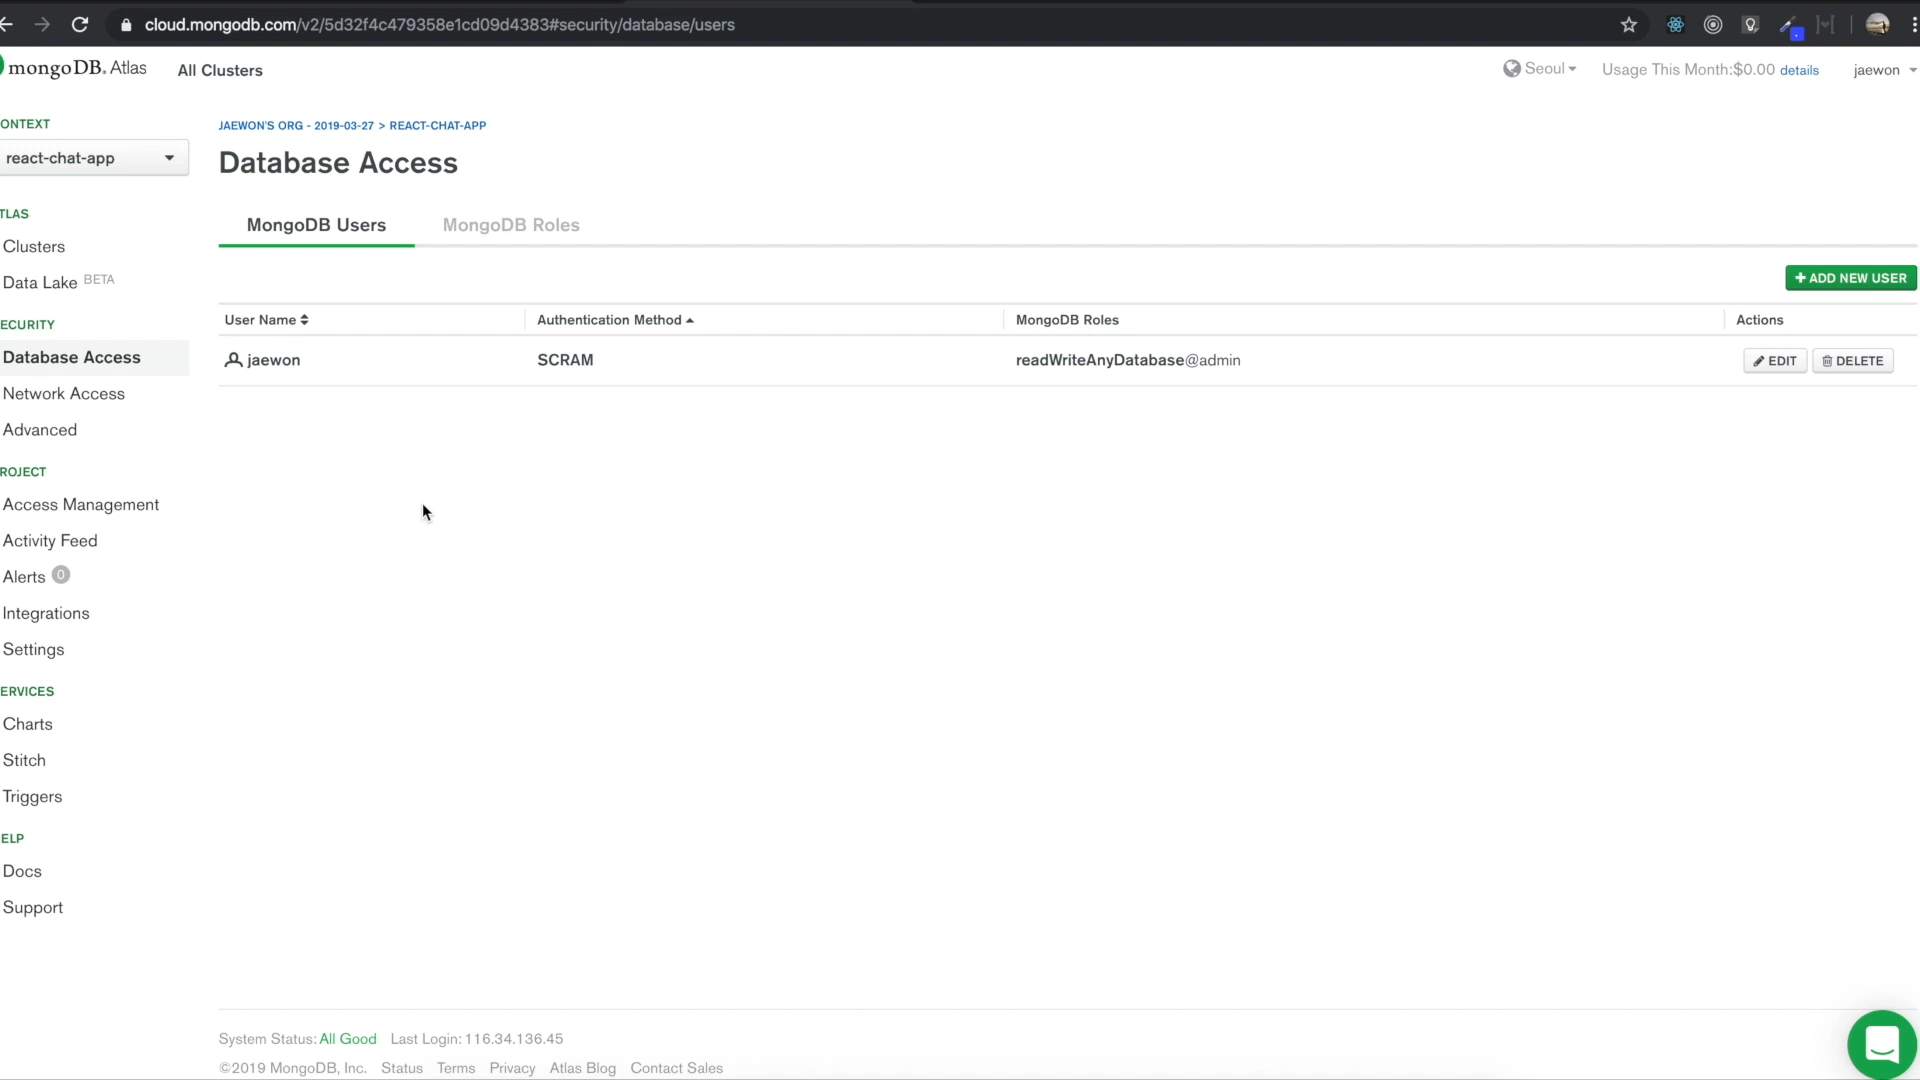 cloud.mongodb.com/v2/5d32f4c479358e1cd09d4383#security/database/users
mongoDB. Atlas
All Clusters
Seoul
Usage This Month:$0.00 details
jaewon
ONTEXT
react-chat-app
TLAS
Clusters
Data Lake BETA
ECURITY
Database Access
Network Access
Advanced
ROJECT
Access Management
Activity Feed
Alerts 0
Integrations
Settings
ERVICES
Charts
Stitch
Triggers
ELP
Docs
Support
JAEWON'S ORG - 2019-03-27 > REACT-CHAT-APP
Database Access
MongoDB Users
MongoDB Roles
+ ADD NEW USER
User Name
Authentication Method
MongoDB Roles
Actions
jaewon
SCRAM
readWriteAnyDatabase@admin
EDIT
DELETE
System Status: All Good Last Login: 116.34.136.45
©2019 MongoDB, Inc. Status Terms Privacy Atlas Blog Contact Sales